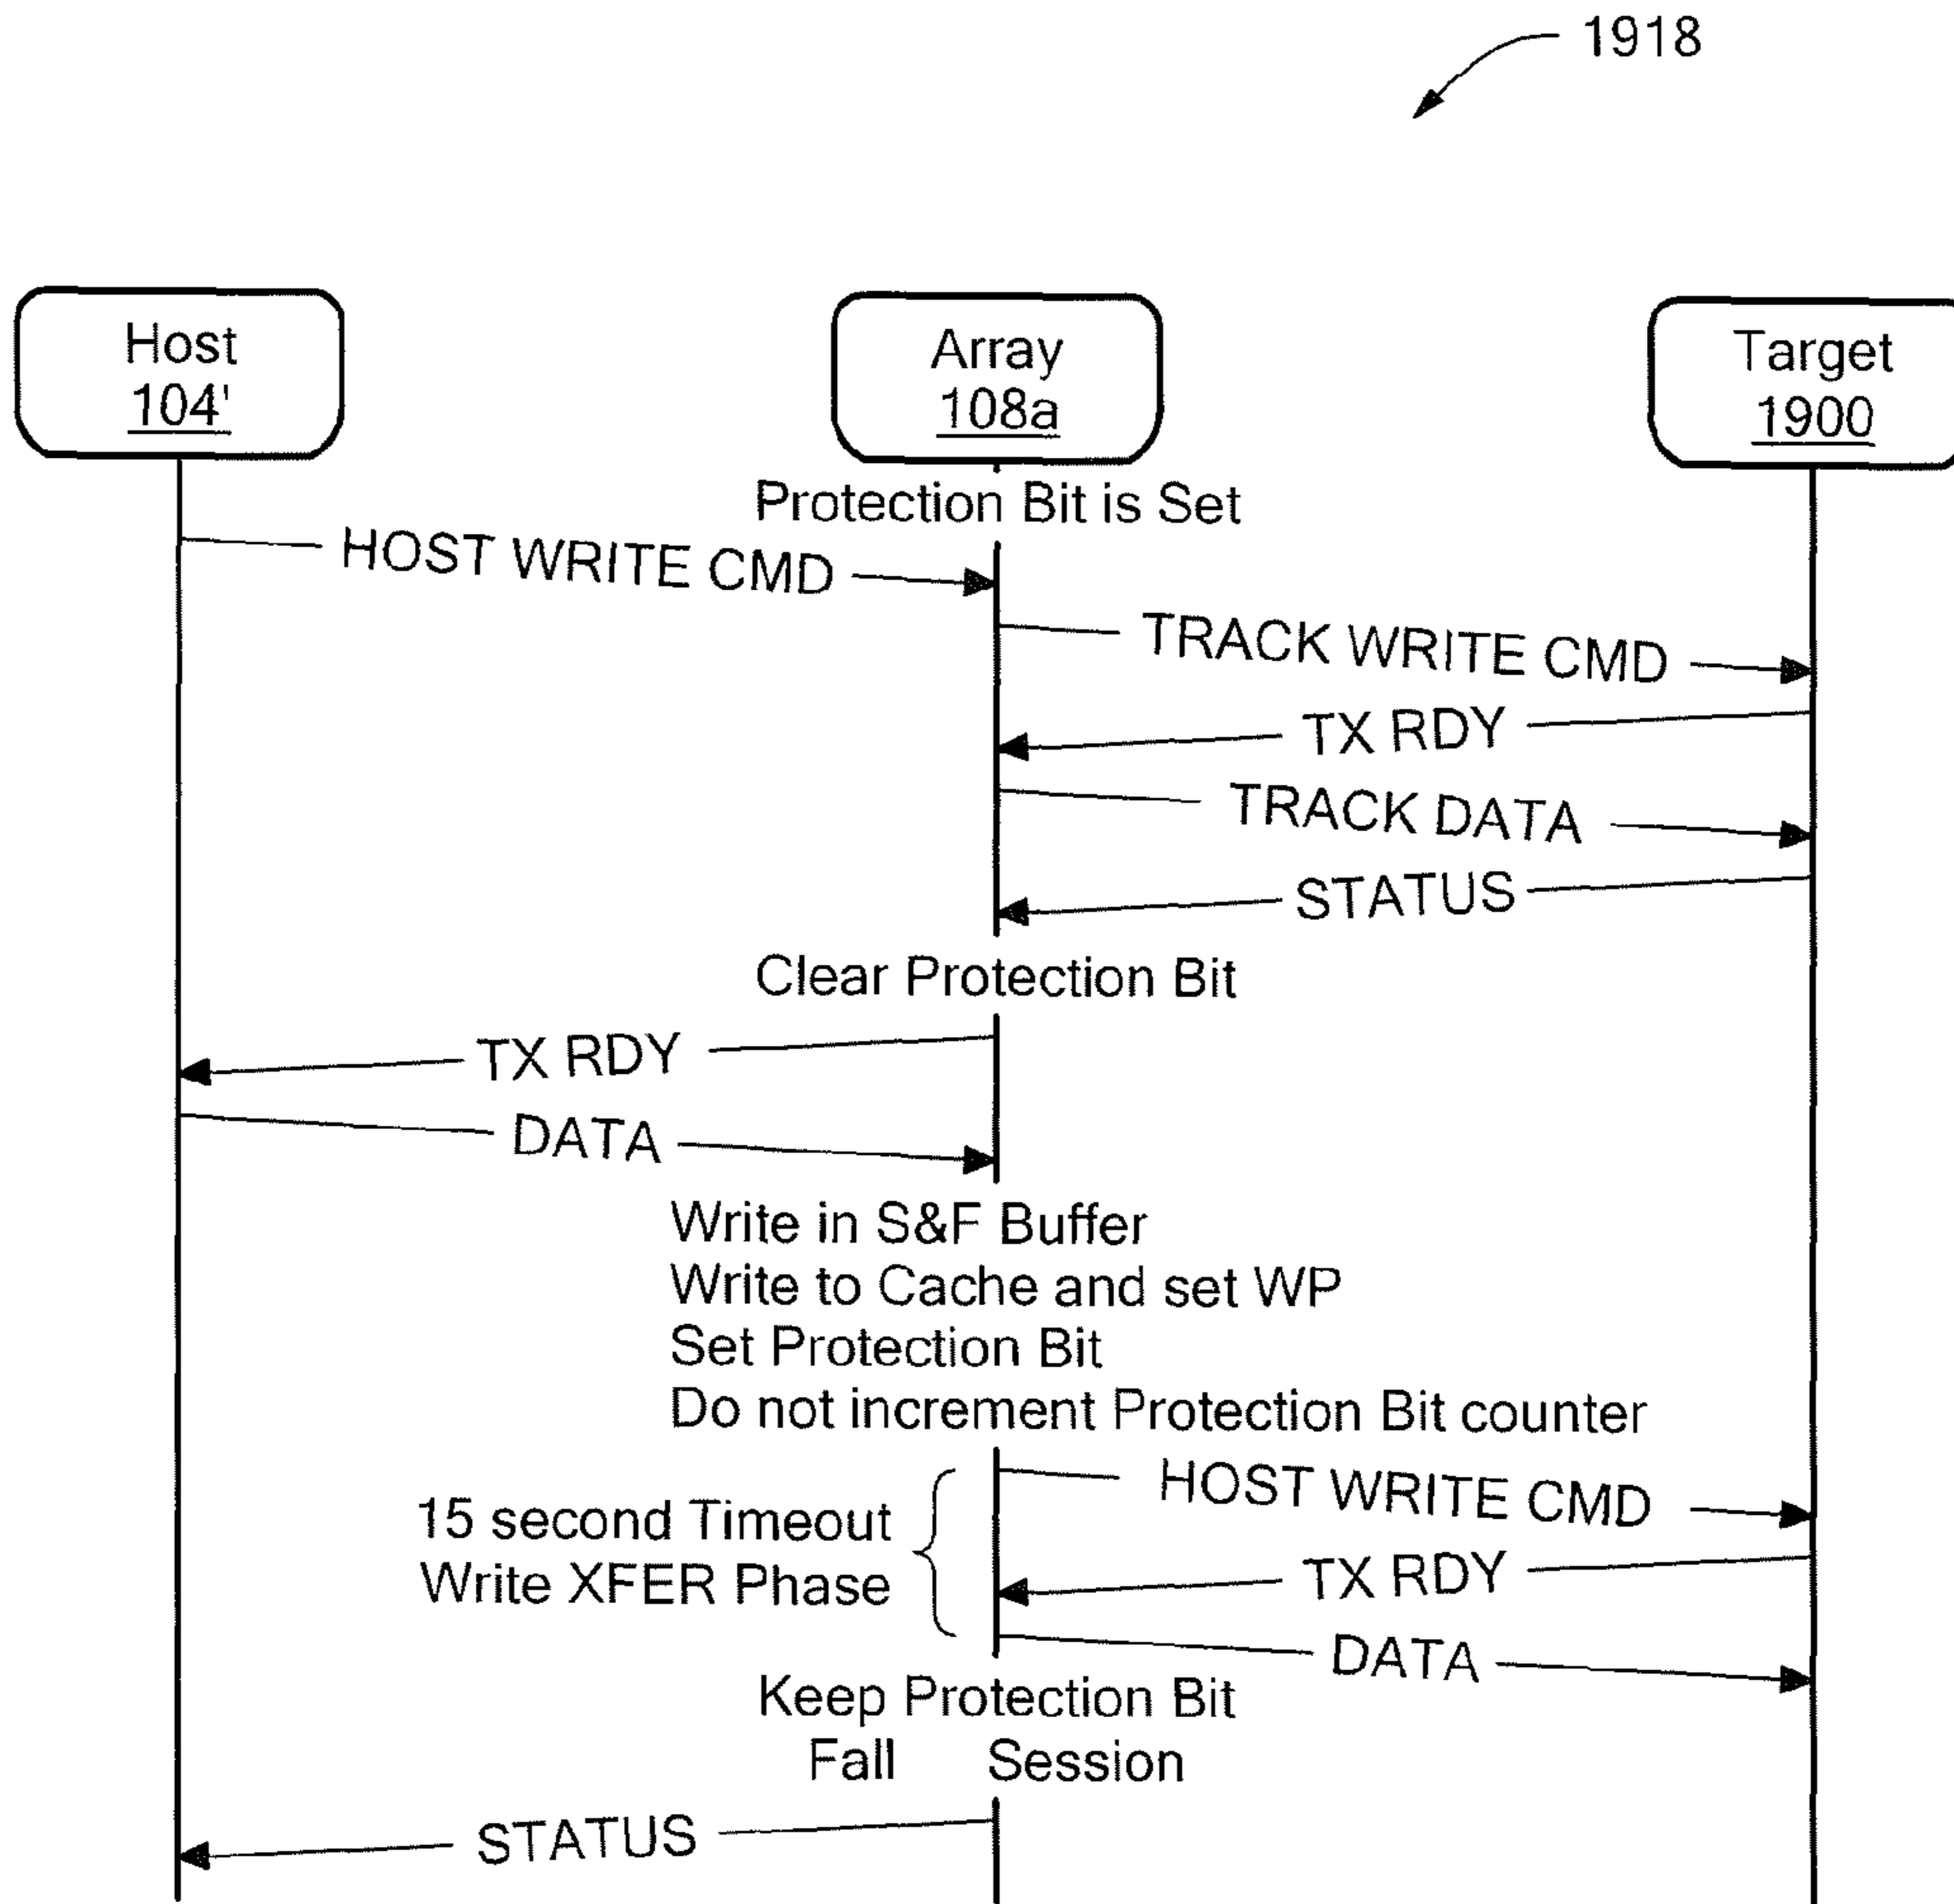 1918
Host
104'
Array
108a
Target
1900
Protection Bit is Set
HOST WRITE CMD
TRACK WRITE CMD
TX RDY
TRACK DATA
STATUS
Clear Protection Bit
TX RDY
DATA
Write in S&F Buffer
Write to Cache and set WP
Set Protection Bit
Do not increment Protection Bit counter
HOST WRITE CMD
15 second Timeout
Write XFER Phase
TX RDY
DATA
Keep Protection Bit
Fall Session
STATUS